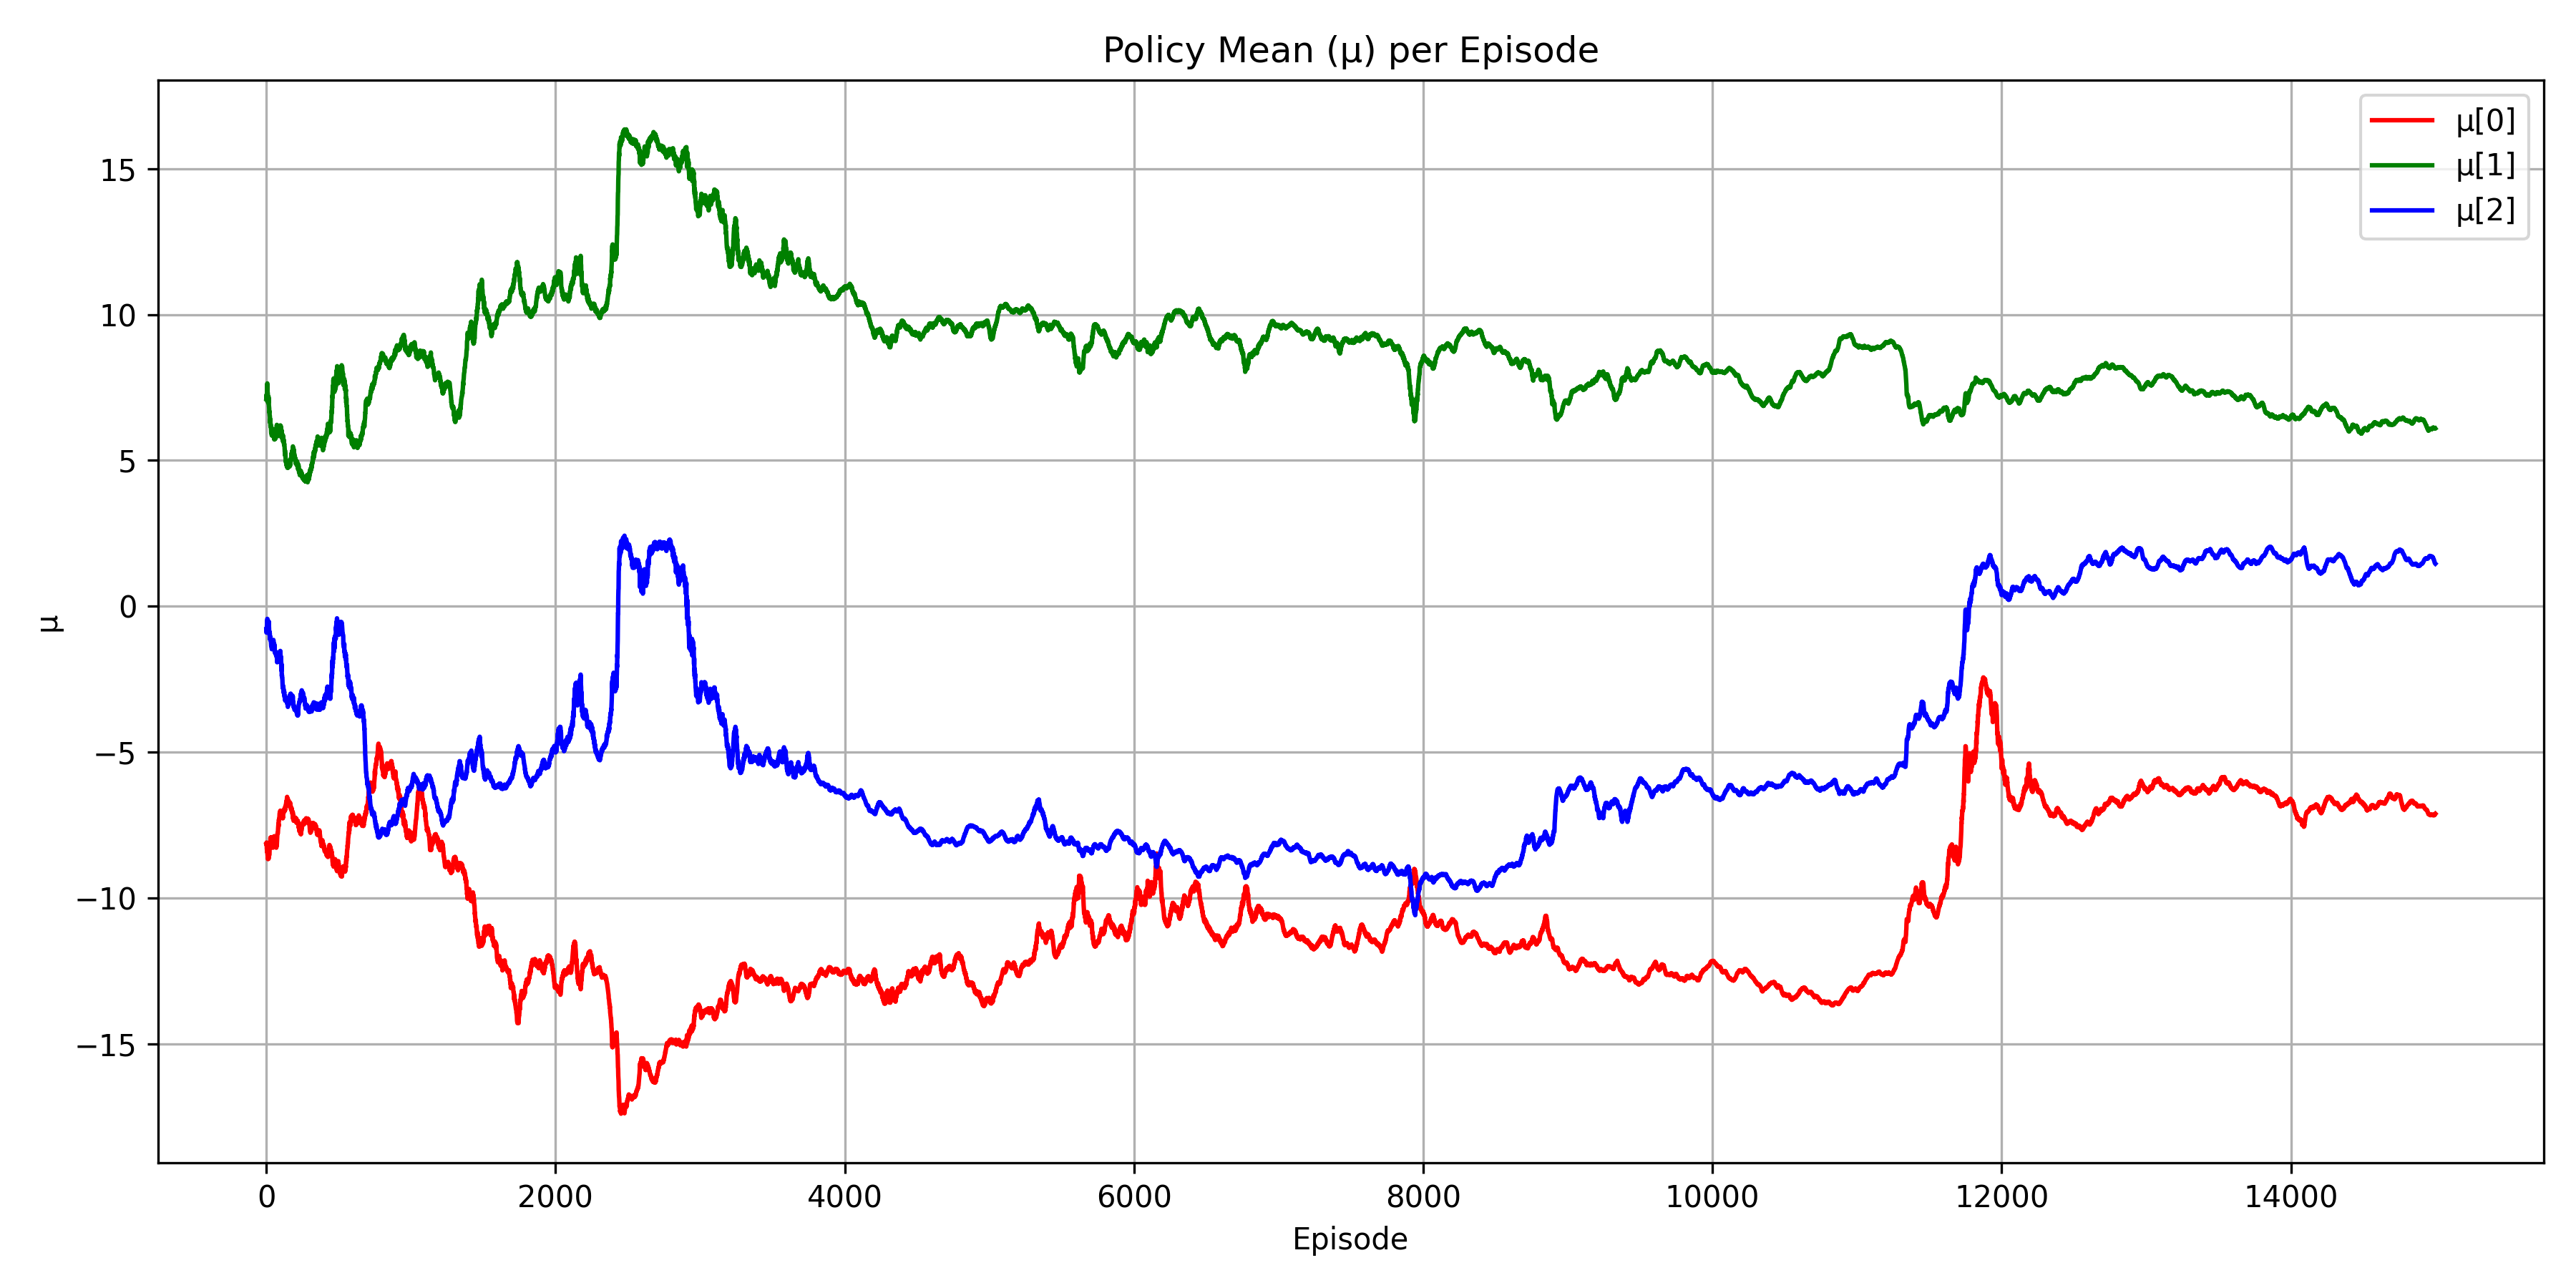 Policy Mean (μ) per Episode
μ[0]
μ[1]
μ[2]
15
10
5
0
−5
−10
−15
μ
0 2000 4000 6000 8000 10000 12000 14000
Episode